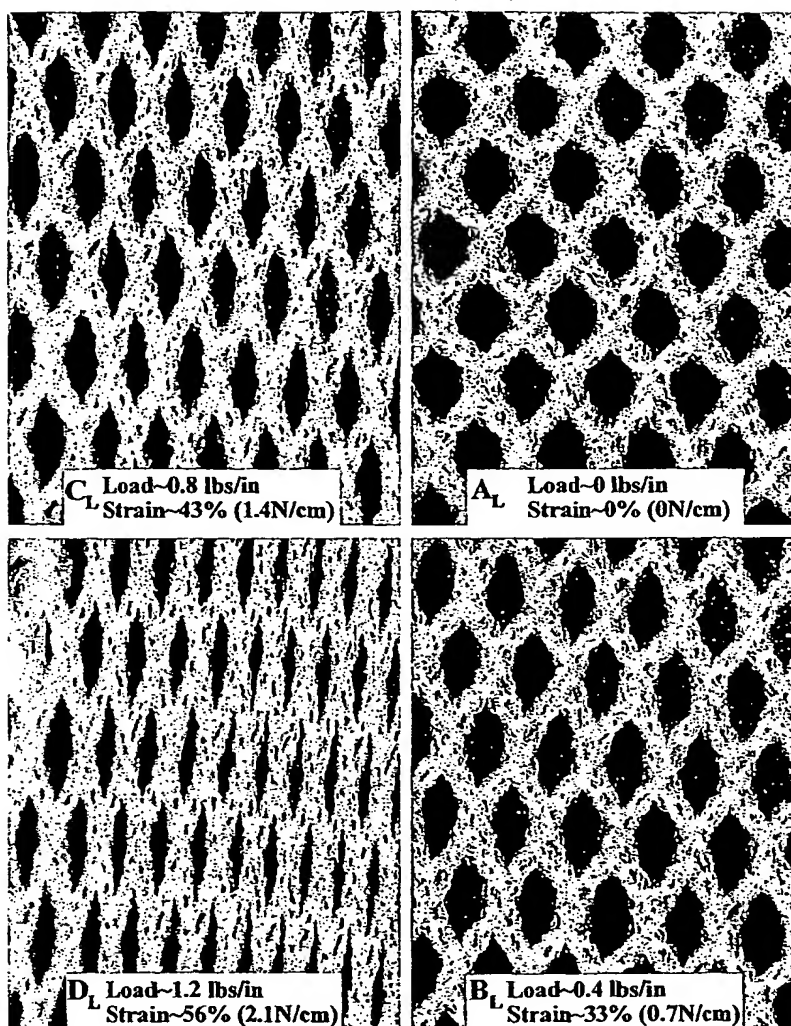 C_L Load~0.8 lbs/in
Strain~43% (1.4N/cm)
A_L Load~0 lbs/in
Strain~0% (0N/cm)
D_L Load~1.2 lbs/in
Strain~56% (2.1N/cm)
B_L Load~0.4 lbs/in
Strain~33% (0.7N/cm)